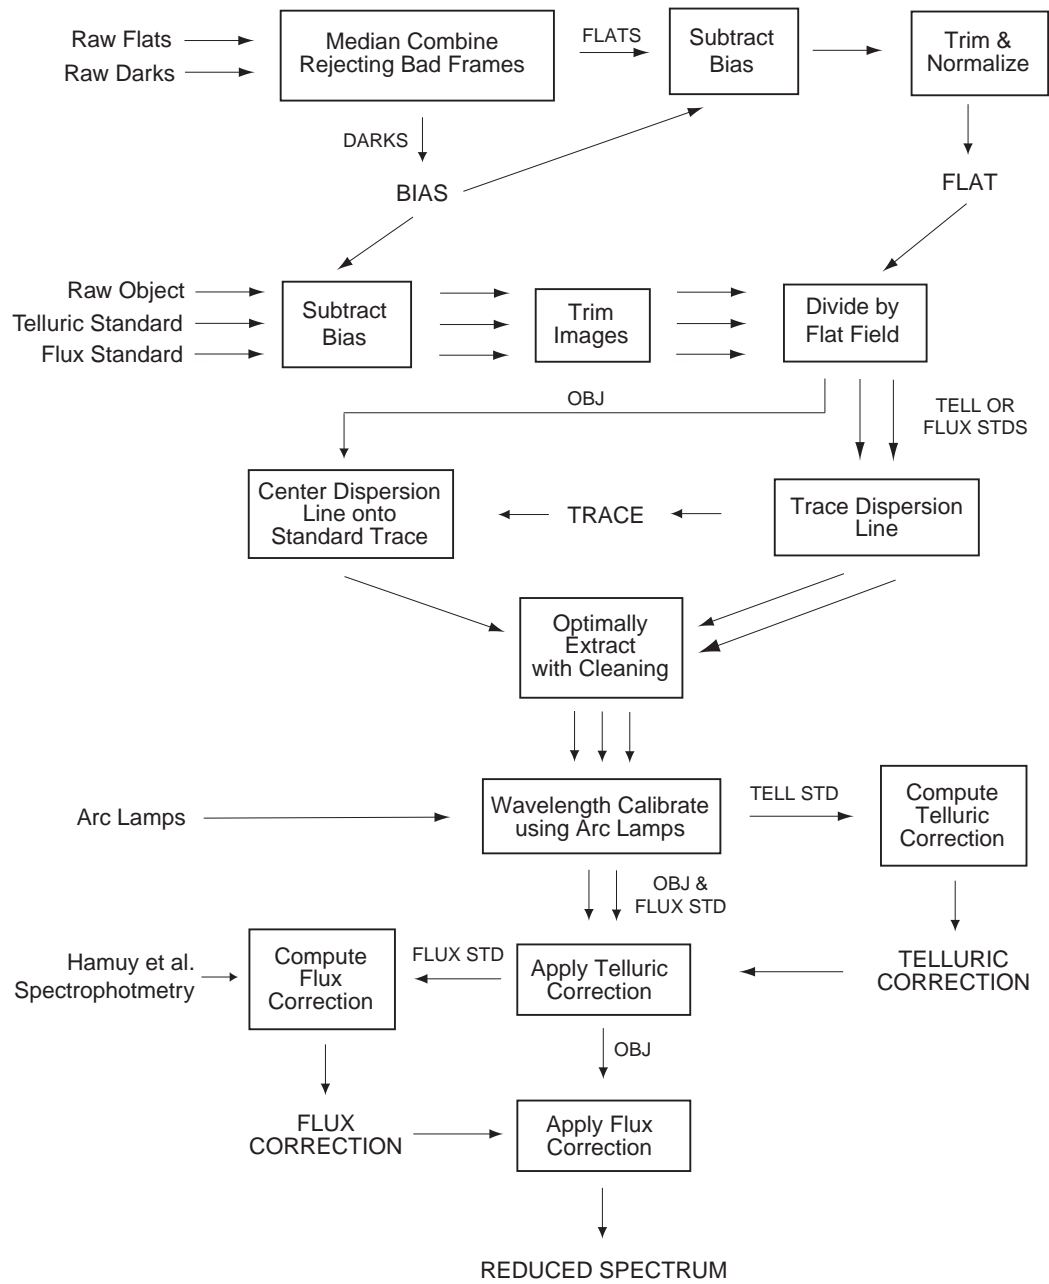 Raw Flats
Raw Darks
Median Combine
Rejecting Bad Frames
FLATS
Subtract
Bias
Trim &
Normalize
DARKS
BIAS
FLAT
Raw Object
Telluric Standard
Flux Standard
Subtract
Bias
Trim
Images
Divide by
Flat Field
OBJ
TELL OR
FLUX STDS
Center Dispersion
Line onto
Standard Trace
TRACE
Trace Dispersion
Line
Optimally
Extract
with Cleaning
Arc Lamps
Wavelength Calibrate
using Arc Lamps
TELL STD
Compute
Telluric
Correction
OBJ &
FLUX STD
Hamuy et al.
Spectrophotmetry
Compute
Flux
Correction
FLUX STD
Apply Telluric
Correction
TELLURIC
CORRECTION
OBJ
FLUX
CORRECTION
Apply Flux
Correction
REDUCED SPECTRUM